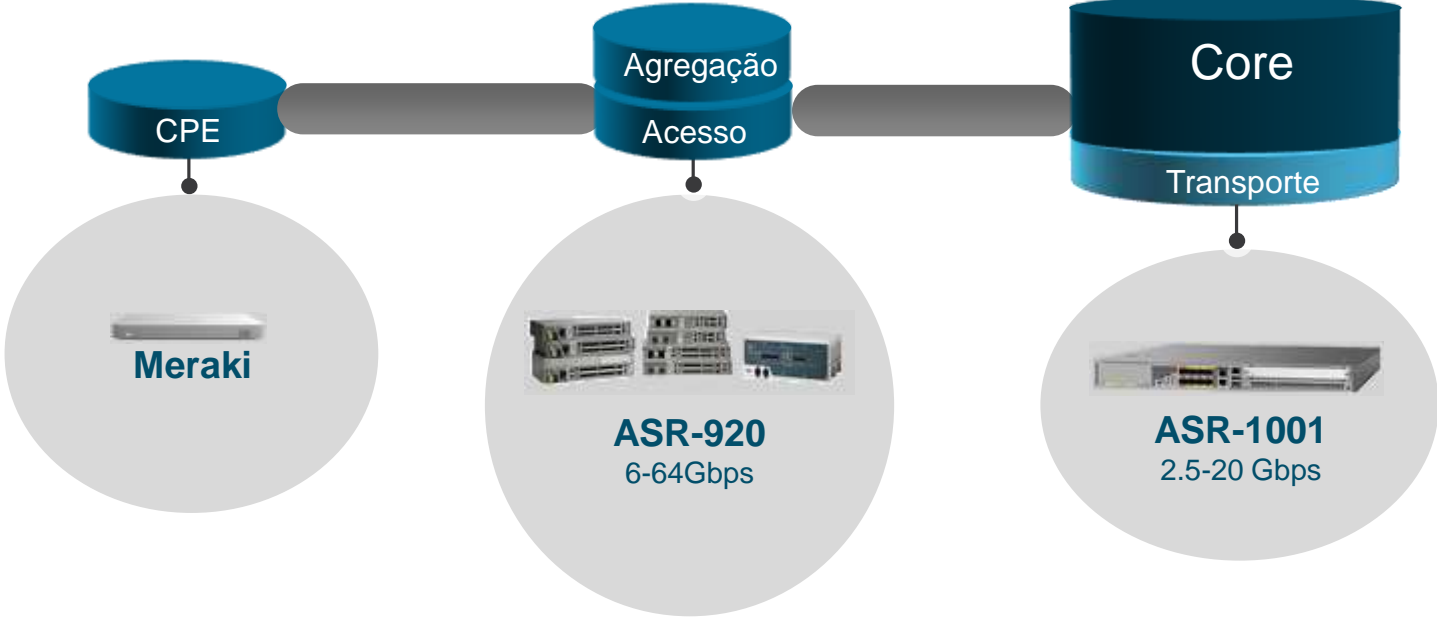 CPE
Agregação
Acesso
Core
Transporte
Meraki
ASR-920
6-64Gbps
ASR-1001
2.5-20 Gbps